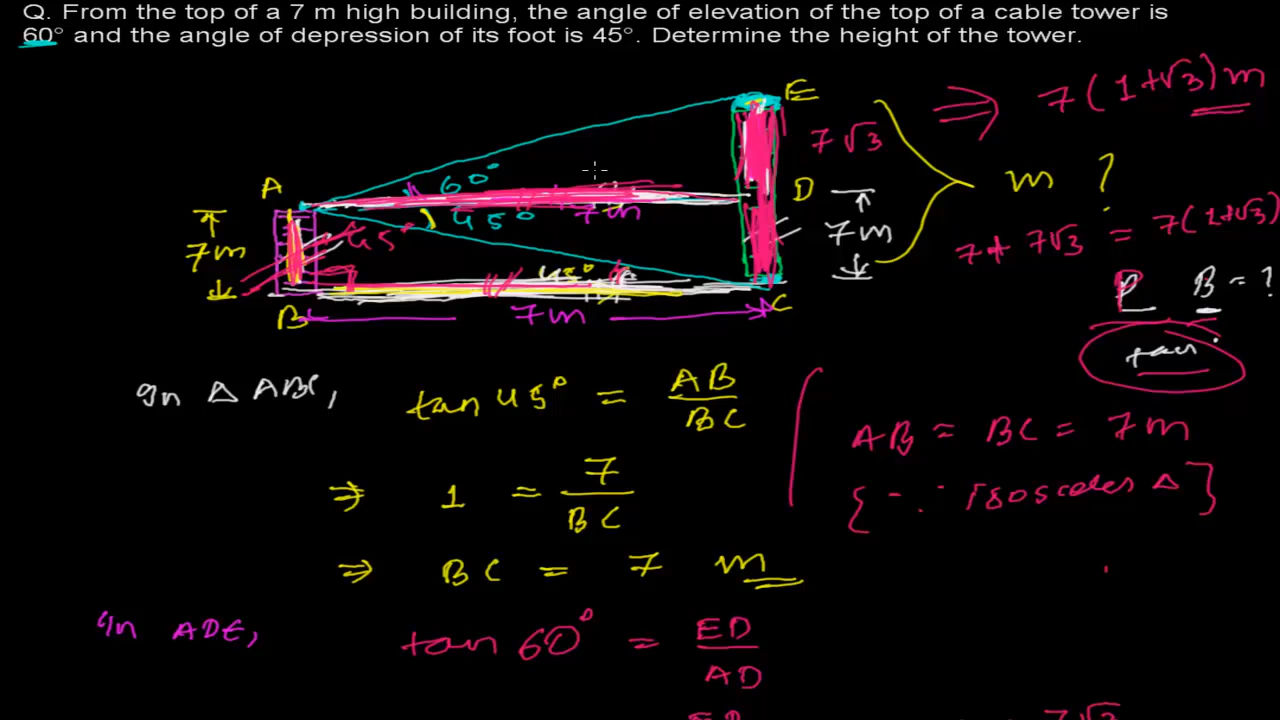 Q. From the top of a 7 m high building, the angle of elevation of the top of a cable tower is
60° and the angle of depression of its foot is 45°. Determine the height of the tower.
E
7√3
⇒ 7(1+√3) m
A
60°
45°
7m
D
7m
m ?
7m
45°
45°
7 + 7√3 = 7(1+√3)
B
7m
C
P B = ?
tan
In △ ABC,
tan 45° = AB/BC
AB = BC = 7m
⇒ 1 = 7/BC
{∵ Isosceles △}
⇒ BC = 7 m
In ADE,
tan 60° = ED/AD
7√3